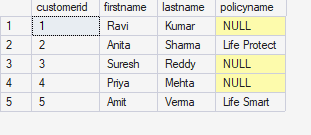 customerid firstname lastname policyname
1 1 Ravi Kumar NULL
2 2 Anita Sharma Life Protect
3 3 Suresh Reddy NULL
4 4 Priya Mehta NULL
5 5 Amit Verma Life Smart